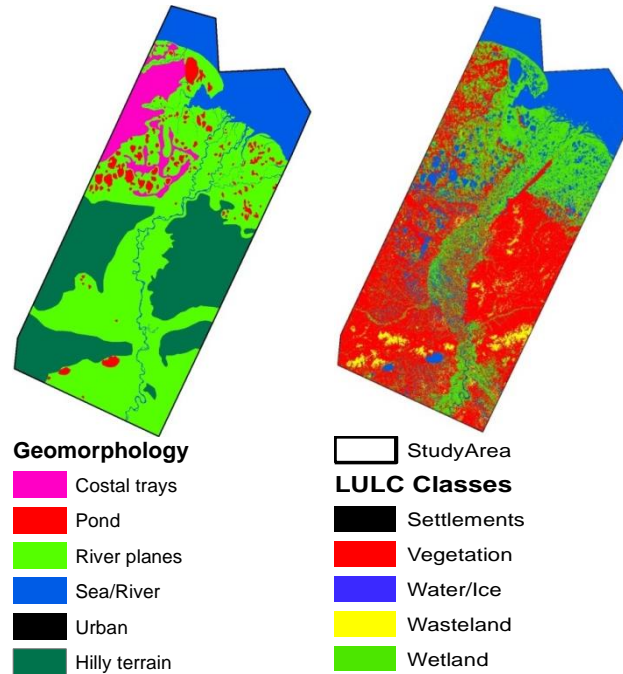 Geomorphology
Costal trays
Pond
River planes
Sea/River
Urban
Hilly terrain
StudyArea
LULC Classes
Settlements
Vegetation
Water/Ice
Wasteland
Wetland